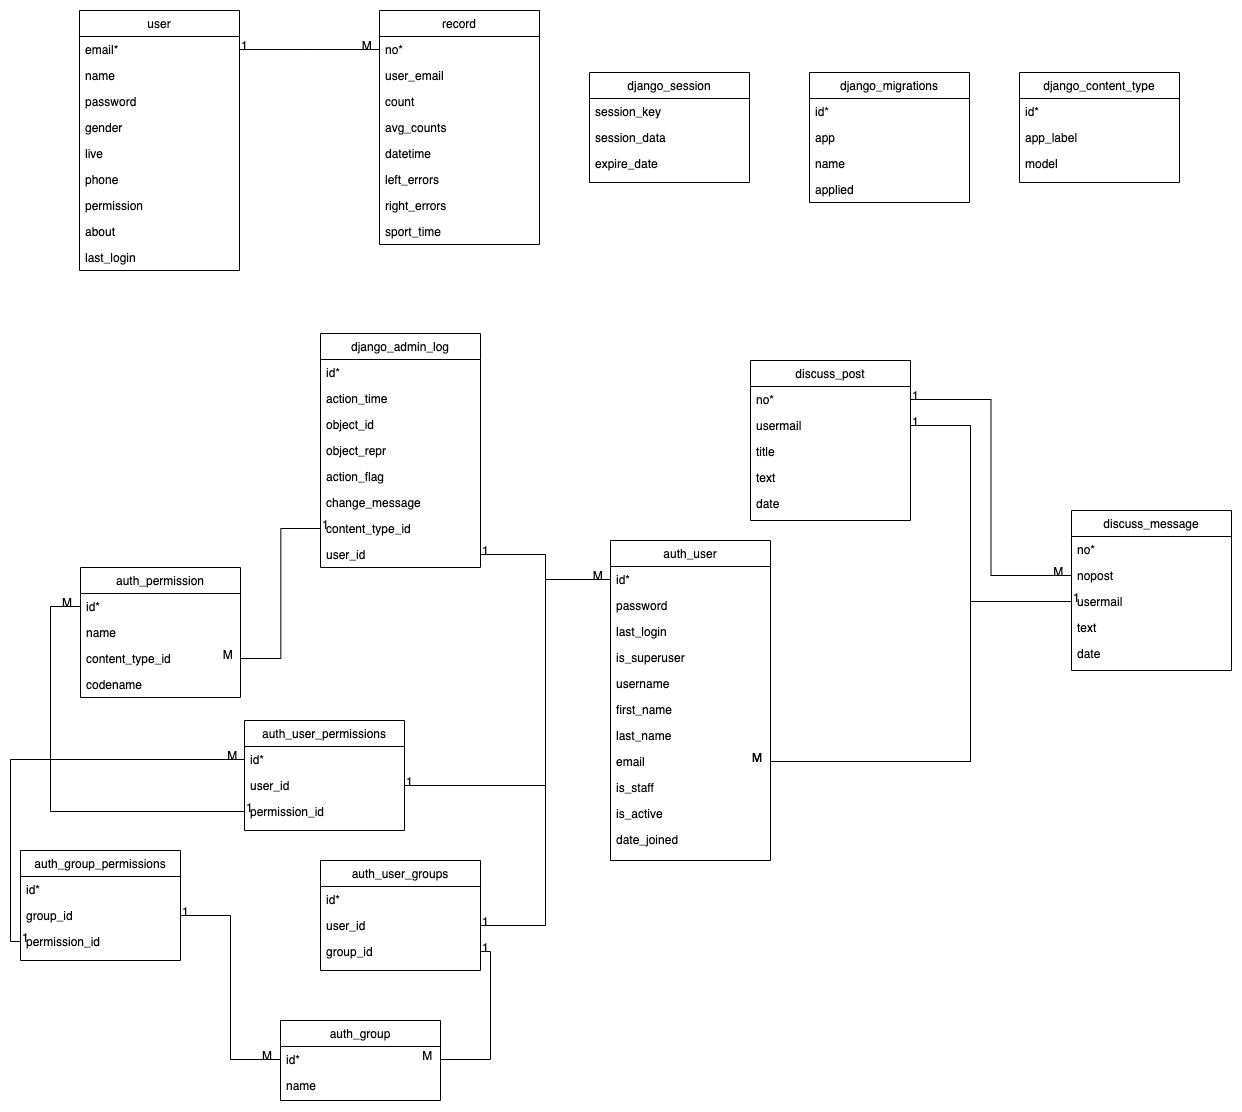 user
email*
name
password
gender
live
phone
permission
about
last_login
1
M
record
no*
user_email
count
avg_counts
datetime
left_errors
right_errors
sport_time
django_session
session_key
session_data
expire_date
django_migrations
id*
app
name
applied
django_content_type
id*
app_label
model
django_admin_log
id*
action_time
object_id
object_repr
action_flag
change_message
1
content_type_id
user_id
1
discuss_post
no*
1
usermail
1
title
text
date
discuss_message
no*
M
nopost
1
usermail
text
date
auth_user
M
id*
password
last_login
is_superuser
username
first_name
last_name
email
M
is_staff
is_active
date_joined
auth_permission
M
id*
name
content_type_id
M
codename
auth_user_permissions
M
id*
user_id
1
1
permission_id
auth_group_permissions
id*
group_id
1
1
permission_id
auth_user_groups
id*
user_id
1
group_id
1
auth_group
M
id*
M
name